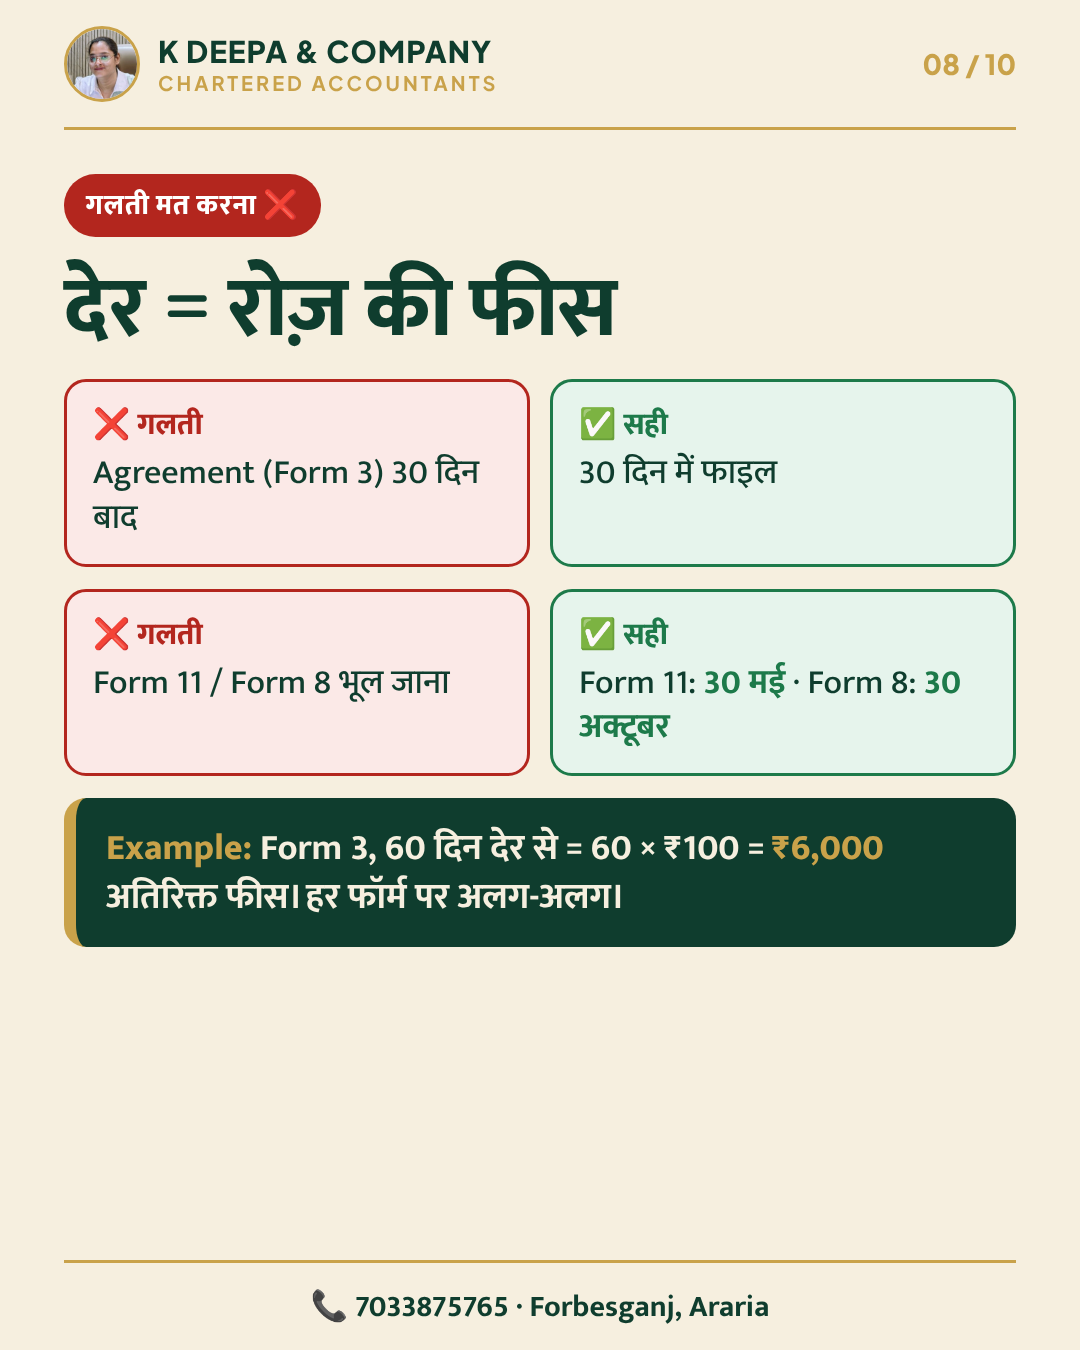 K DEEPA & COMPANY
CHARTERED ACCOUNTANTS
08 / 10
गलती मत करना ❌
देर = रोज़ की फीस
❌ गलती
Agreement (Form 3) 30 दिन
बाद
✅ सही
30 दिन में फाइल
❌ गलती
Form 11 / Form 8 भूल जाना
✅ सही
Form 11: 30 मई · Form 8: 30
अक्टूबर
Example: Form 3, 60 दिन देर से = 60 × ₹100 = ₹6,000
अतिरिक्त फीस। हर फॉर्म पर अलग-अलग।
📞 7033875765 · Forbesganj, Araria